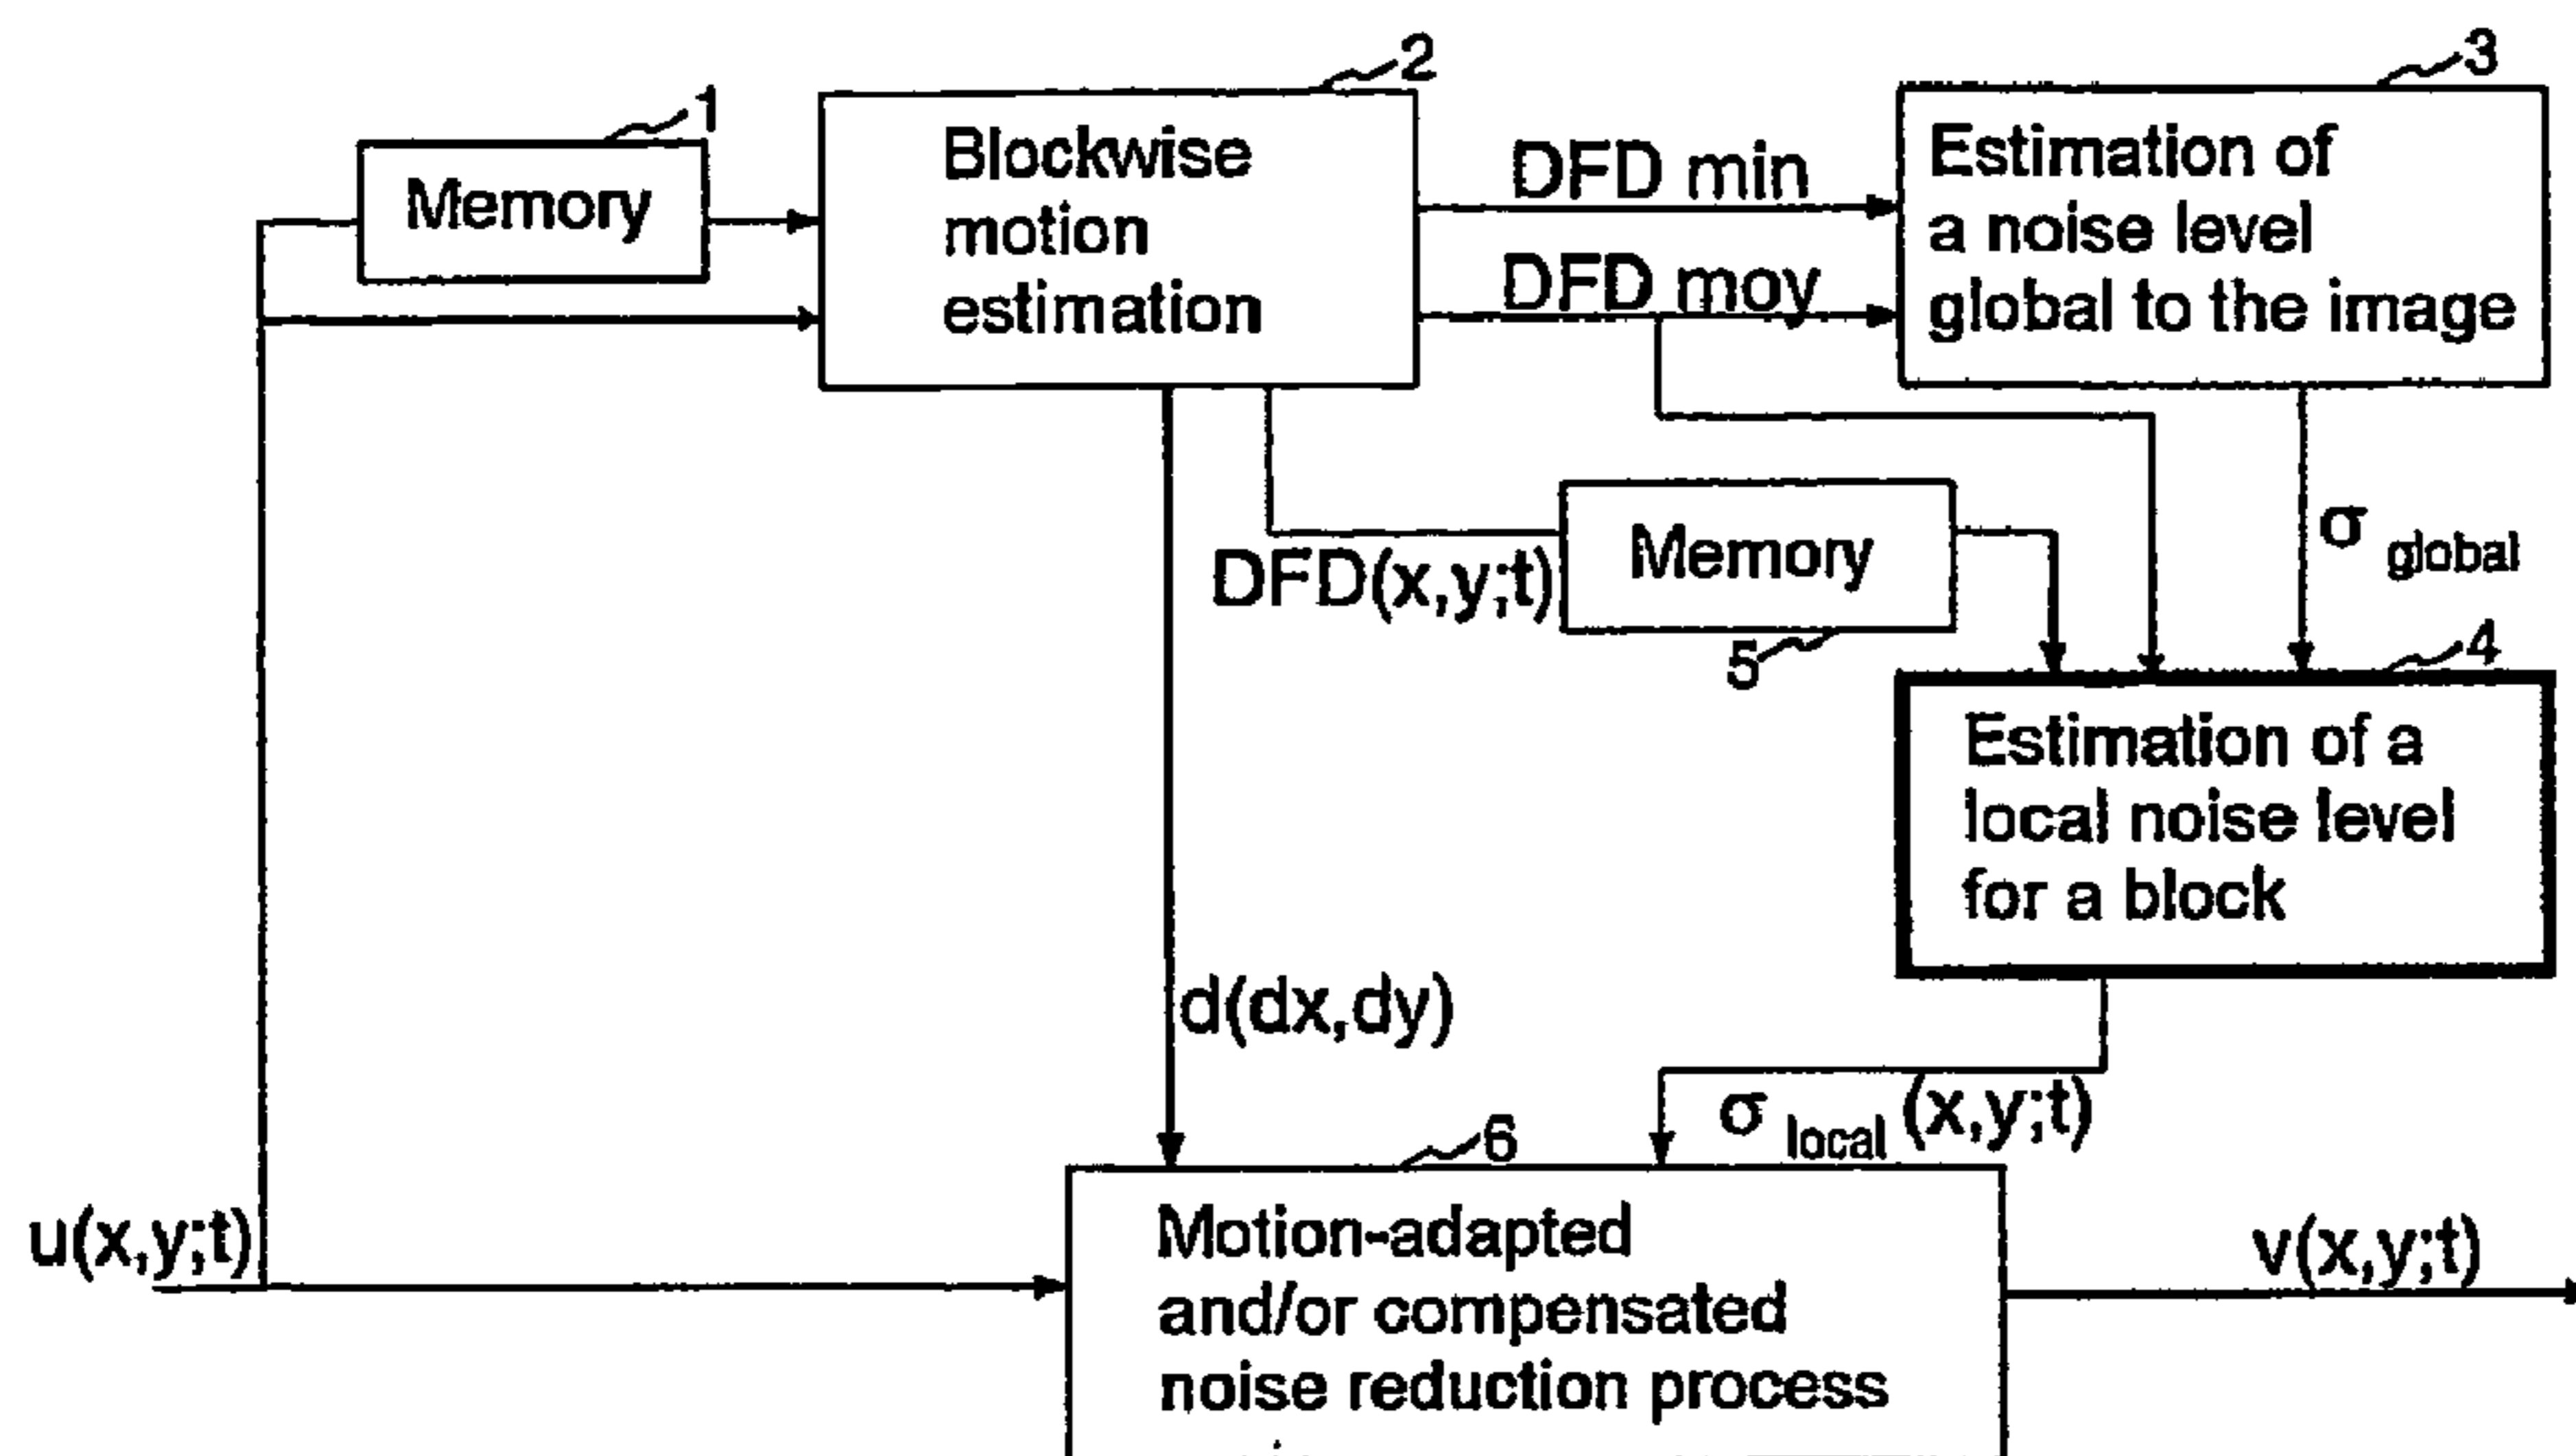 1
Memory
2
Blockwise
motion
estimation
DFD min
DFD moy
3
Estimation of
a noise level
global to the image
DFD(x,y;t)
Memory
5
σ global
4
Estimation of a
local noise level
for a block
d(dx,dy)
σ local (x,y;t)
u(x,y;t)
6
Motion-adapted
and/or compensated
noise reduction process
v(x,y;t)